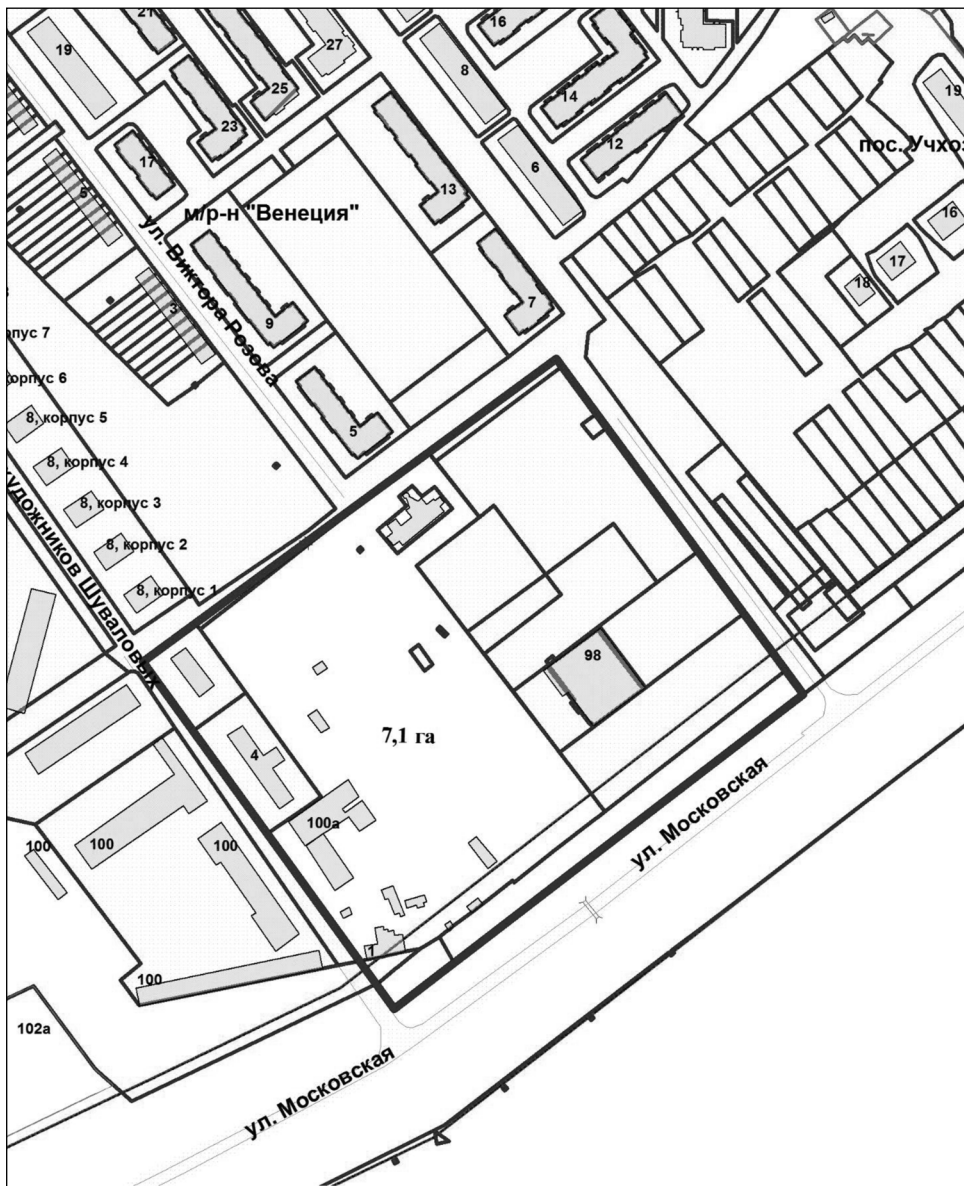 21
16
19
27
8
25
14
19
23
12
пос. Учхоз
17
6
13
5
м/р-н "Венеция"
16
ул. Виктора Розова
17
18
3
9
7
корпус 7
корпус 6
8, корпус 5
5
8, корпус 4
8, корпус 3
8, корпус 2
8, корпус 1
художников Шуваловых
98
7,1 га
4
100а
100
100
100
ул. Московская
1
100
102а
ул. Московская